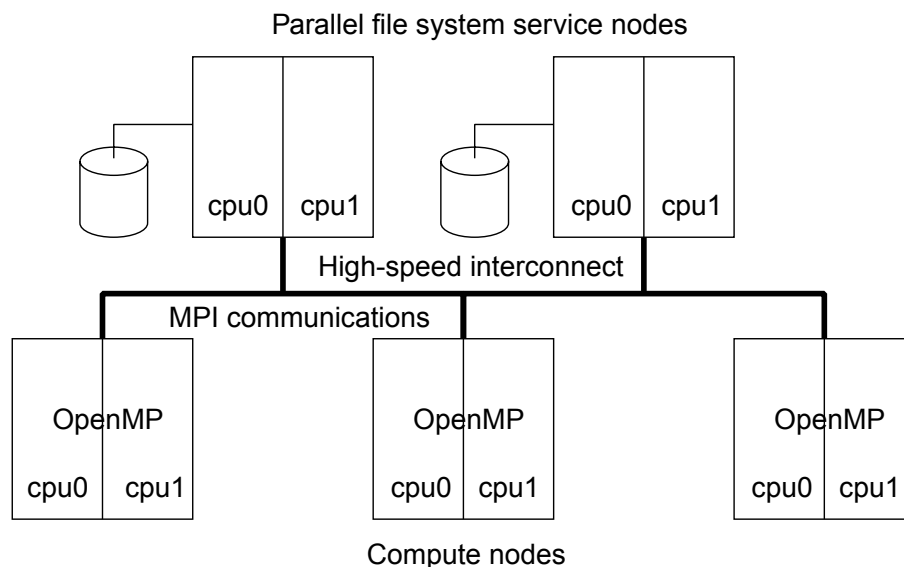 Parallel file system service nodes
cpu0 cpu1 cpu0 cpu1
High-speed interconnect
MPI communications
OpenMP OpenMP OpenMP
cpu0 cpu1 cpu0 cpu1 cpu0 cpu1
Compute nodes